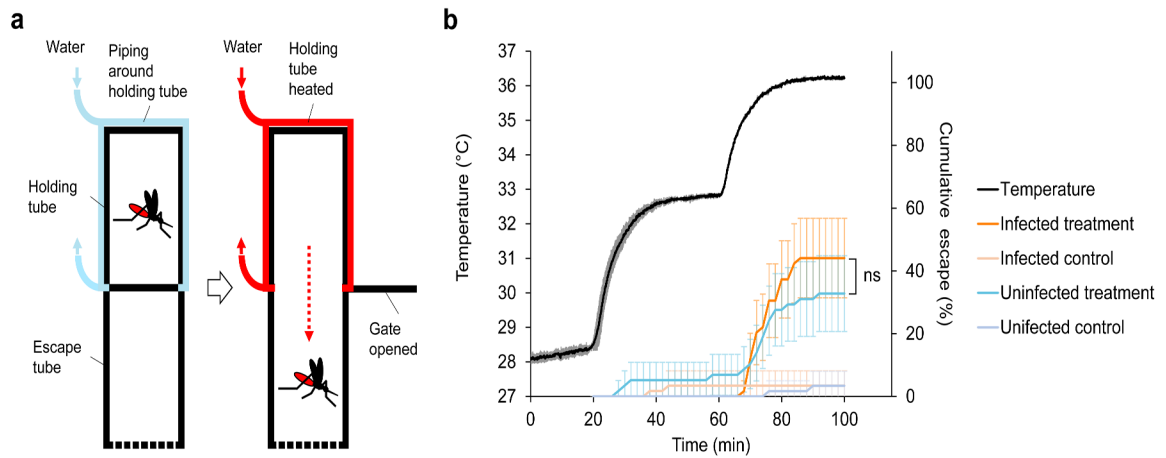 a
Water
Piping
around
holding tube
Water
Holding
tube
heated
Holding
tube
Escape
tube
Gate
opened
b
37
36
35
34
33
32
31
30
29
28
27
Temperature (°C)
0
20
40
60
80
100
Time (min)
100
80
60
40
20
0
Cumulative escape (%)
ns
Temperature
Infected treatment
Infected control
Uninfected treatment
Unifected control